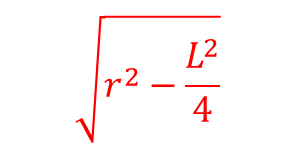 √(r² − L²/4)